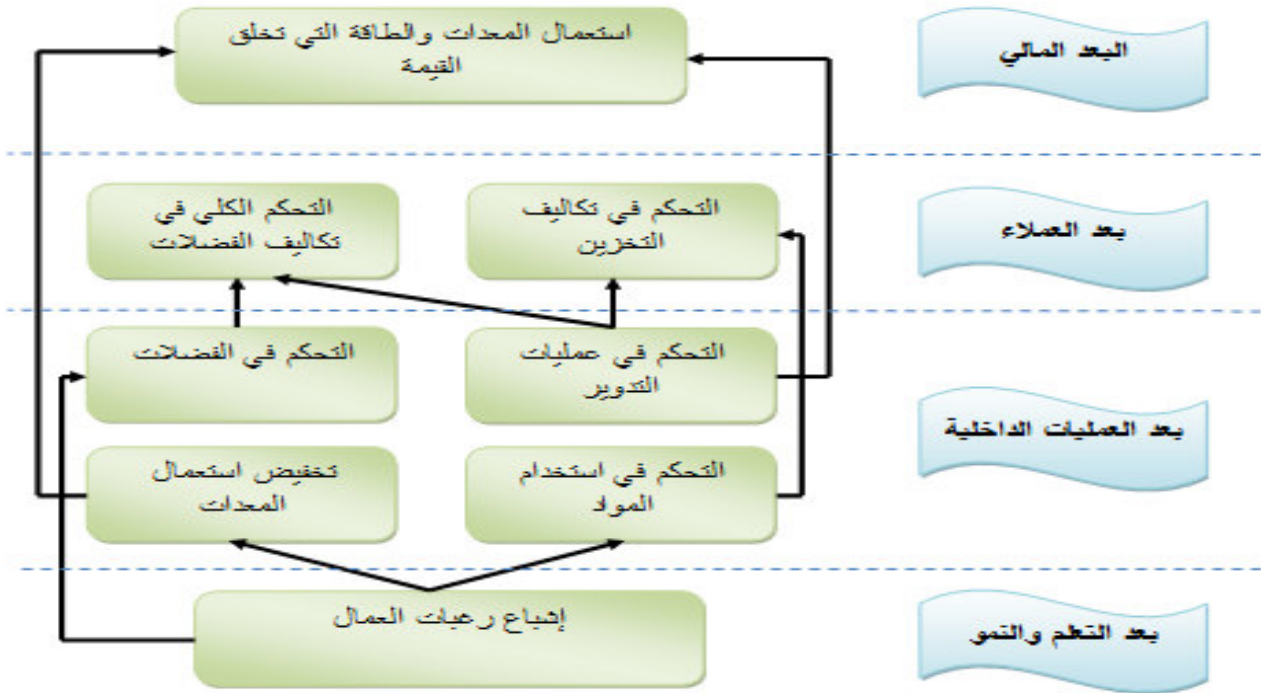 استعمال المعدات والطاقة التي تخلق
القيمة
البعد المالي
التحكم في تكاليف
التخزين
التحكم الكلي في
تكاليف الفضلات
بعد العملاء
التحكم في عمليات
التدوير
التحكم في الفضلات
التحكم في استخدام
المواد
تخفيض استعمال
المعدات
بعد العمليات الداخلية
إشباع رغبات العمال
بعد التعلم والنمو